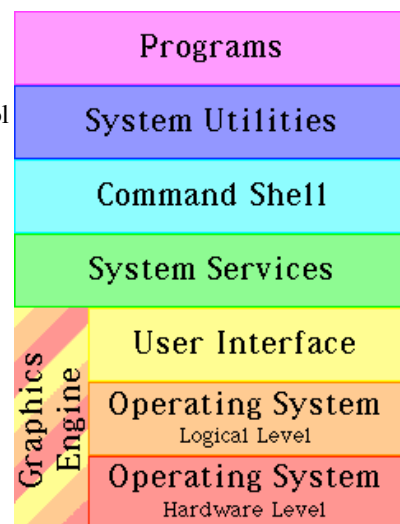 Programs
System Utilities
Command Shell
System Services
Graphics
Engine
User Interface
Operating System
Logical Level
Operating System
Hardware Level